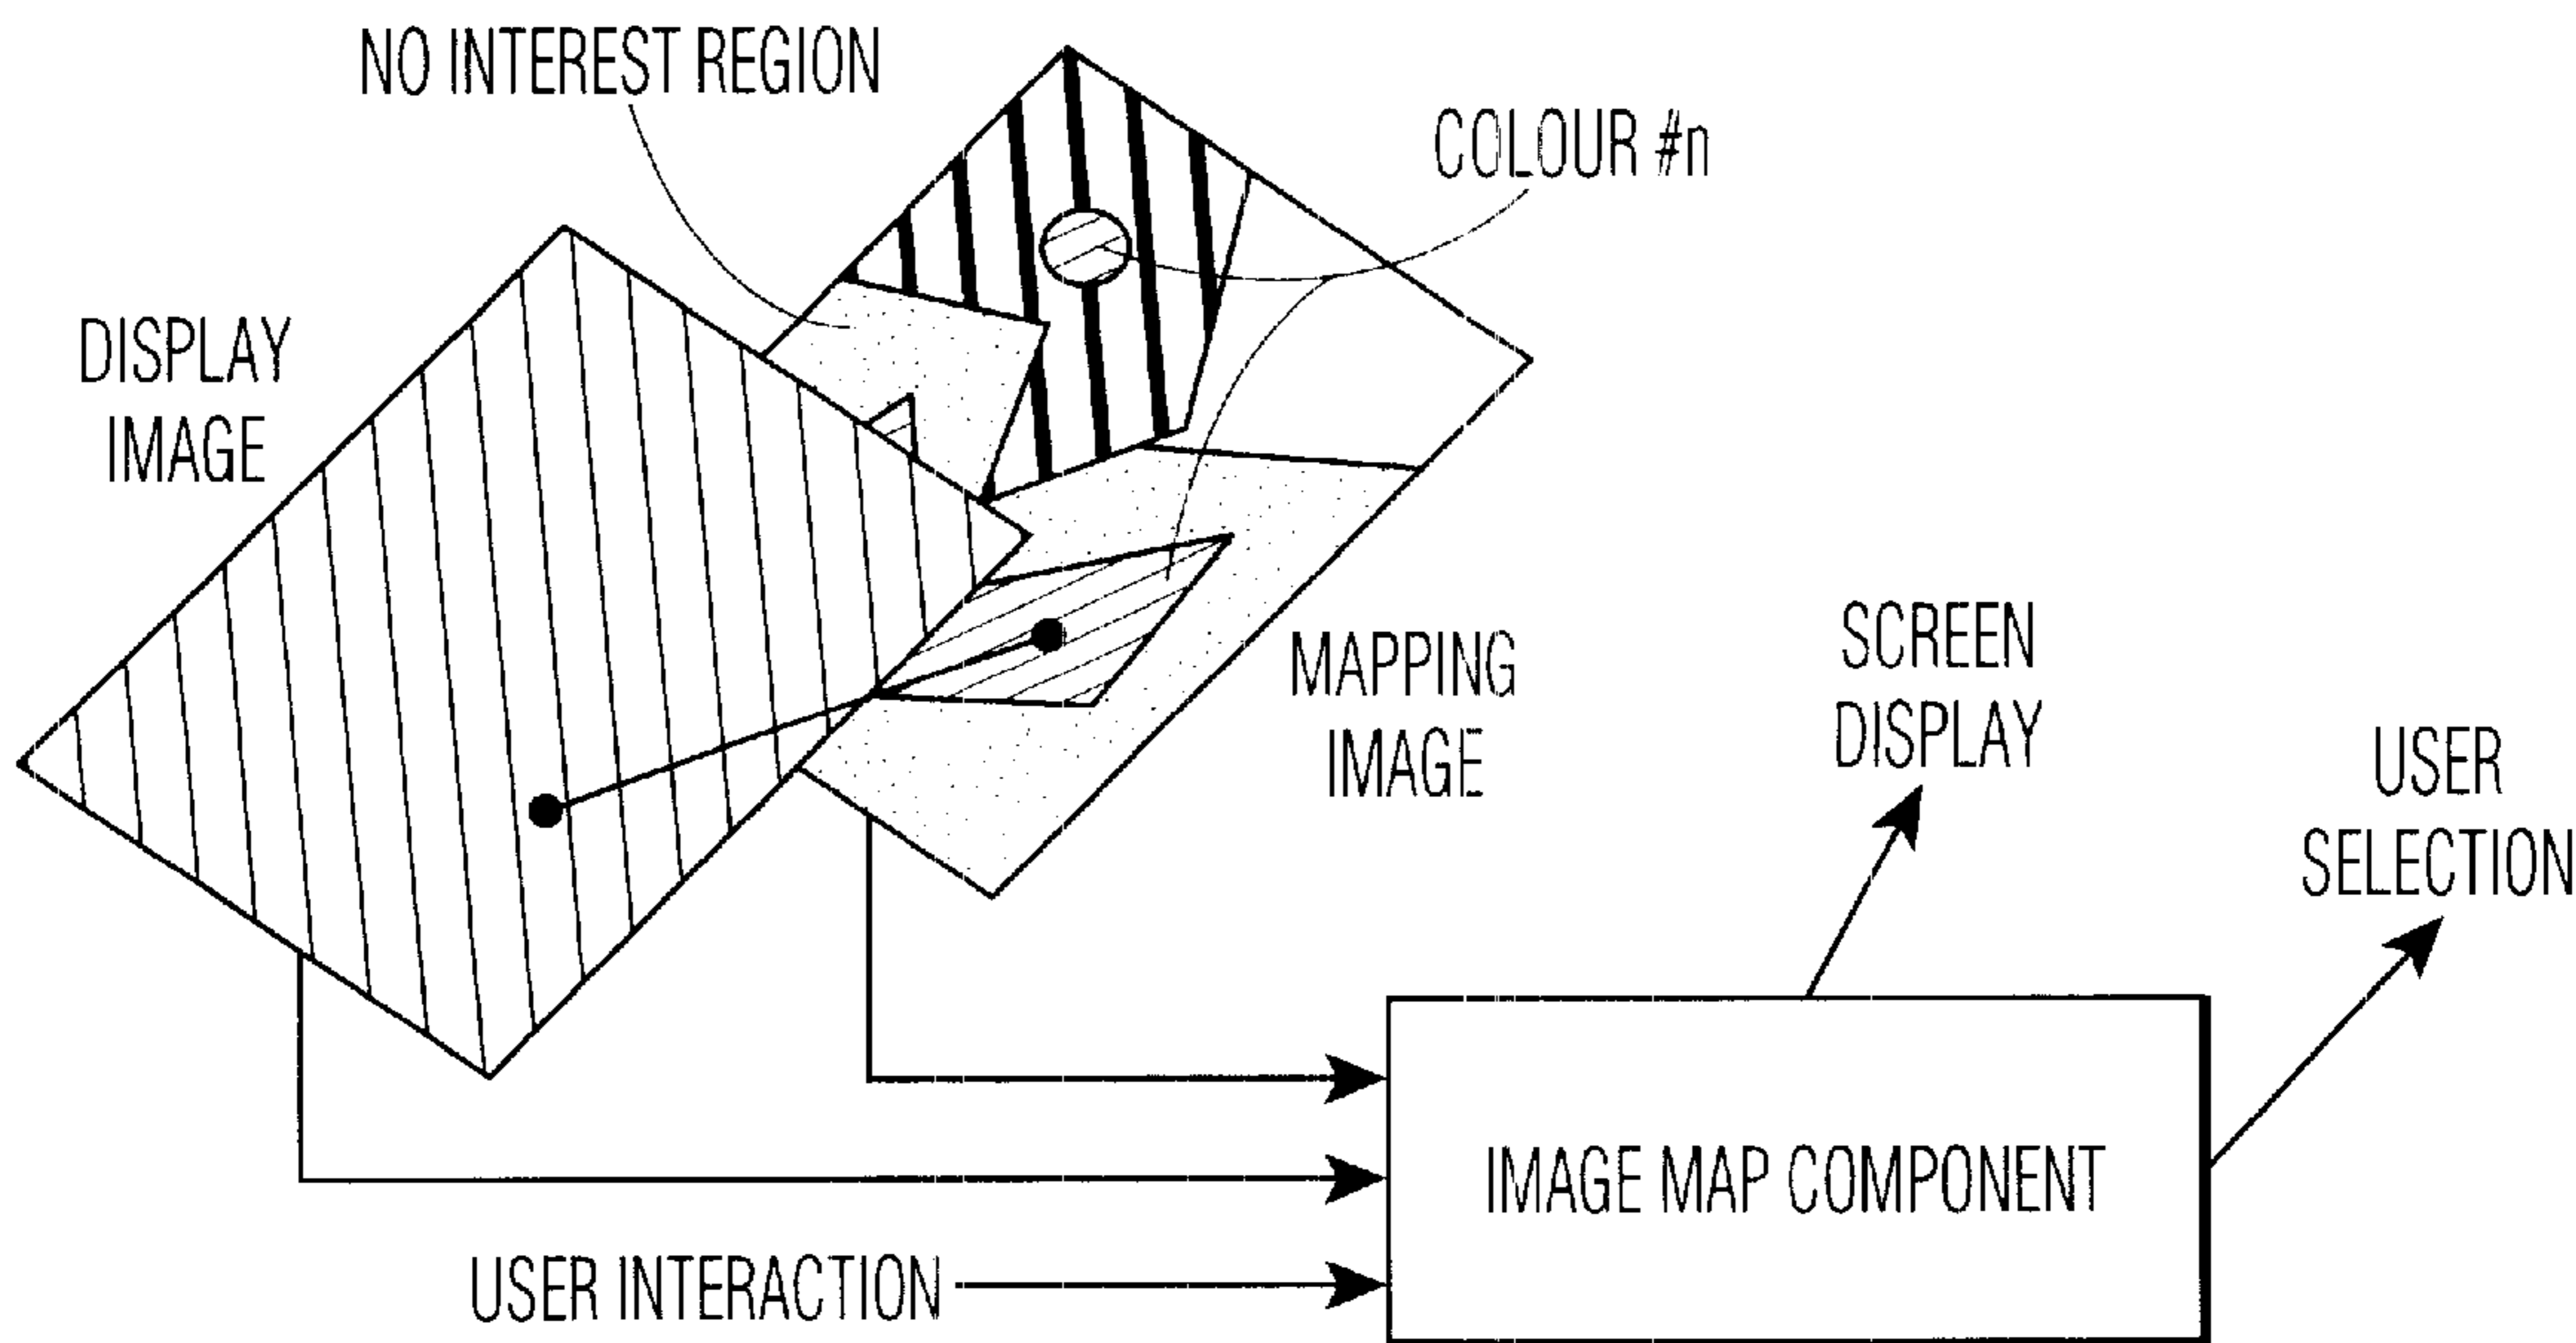 NO INTEREST REGION
COLOUR #n
DISPLAY
IMAGE
MAPPING
IMAGE
SCREEN
DISPLAY
USER
SELECTION
IMAGE MAP COMPONENT
USER INTERACTION